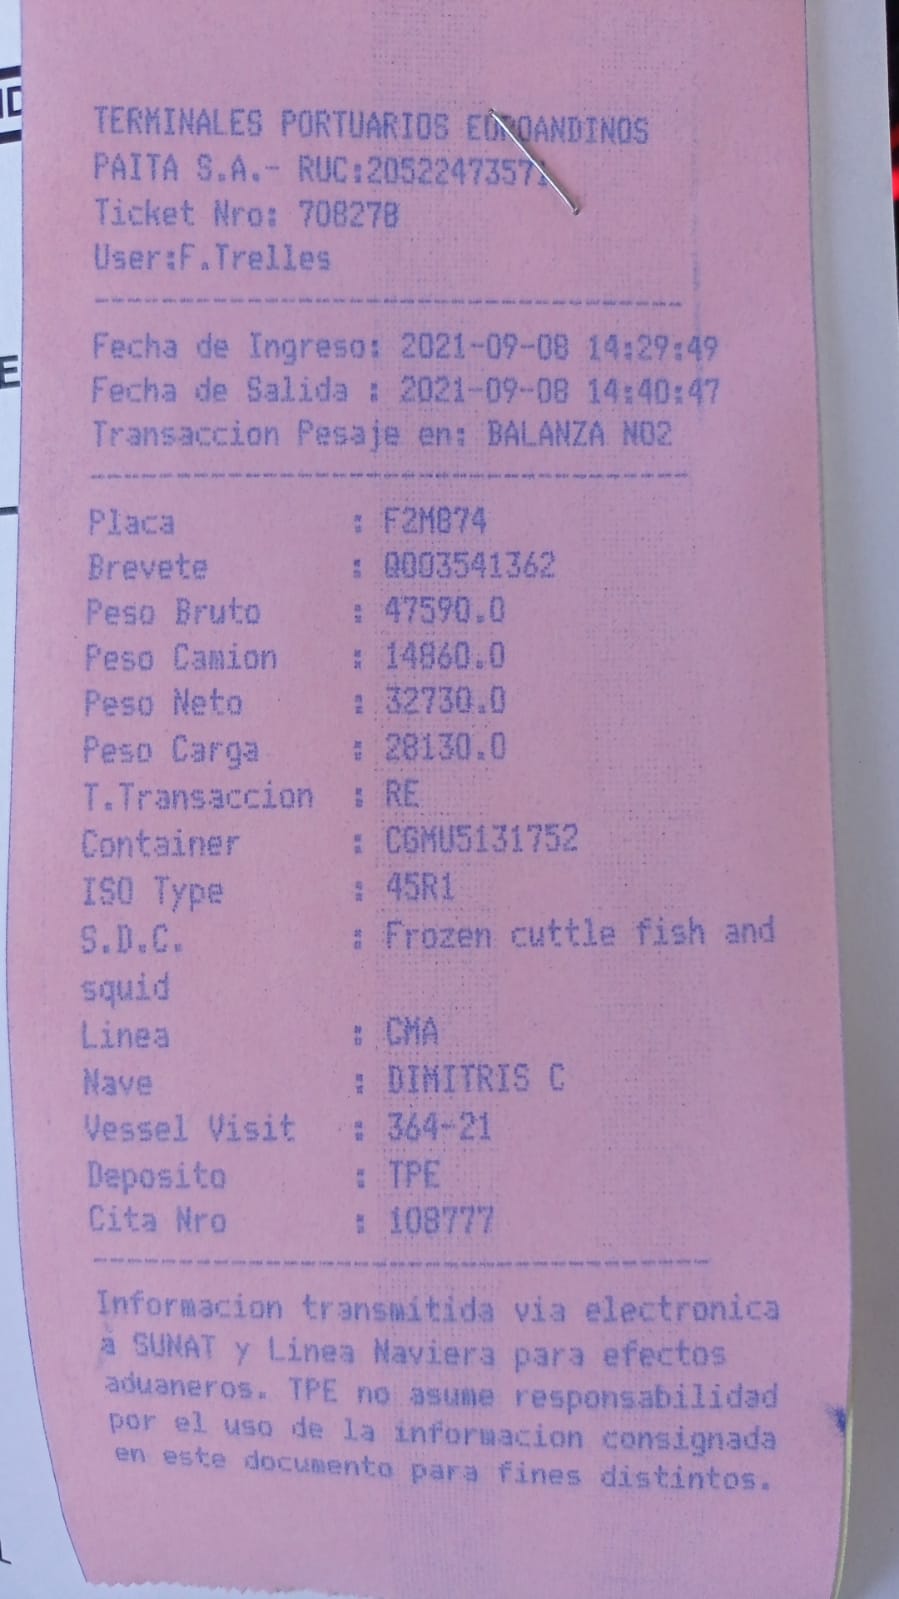 TERMINALES PORTUARIOS EUROANDINOS
PAITA S.A.- RUC:20522473571
Ticket Nro: 708278
User:F.Trelles
Fecha de Ingreso: 2021-09-08 14:29:49
Fecha de Salida : 2021-09-08 14:40:47
Transaccion Pesaje en: BALANZA NO2
Placa : F2M874
Brevete : Q003541362
Peso Bruto : 47590.0
Peso Camion : 14860.0
Peso Neto : 32730.0
Peso Carga : 28130.0
T.Transaccion : RE
Container : CGMU5131752
ISO Type : 45R1
S.D.C. : Frozen cuttle fish and
squid
Linea : CMA
Nave : DIMITRIS C
Vessel Visit : 364-21
Deposito : TPE
Cita Nro : 108777
Informacion transmitida via electronica
a SUNAT y Linea Naviera para efectos
aduaneros. TPE no asume responsabilidad
por el uso de la informacion consignada
en este documento para fines distintos.